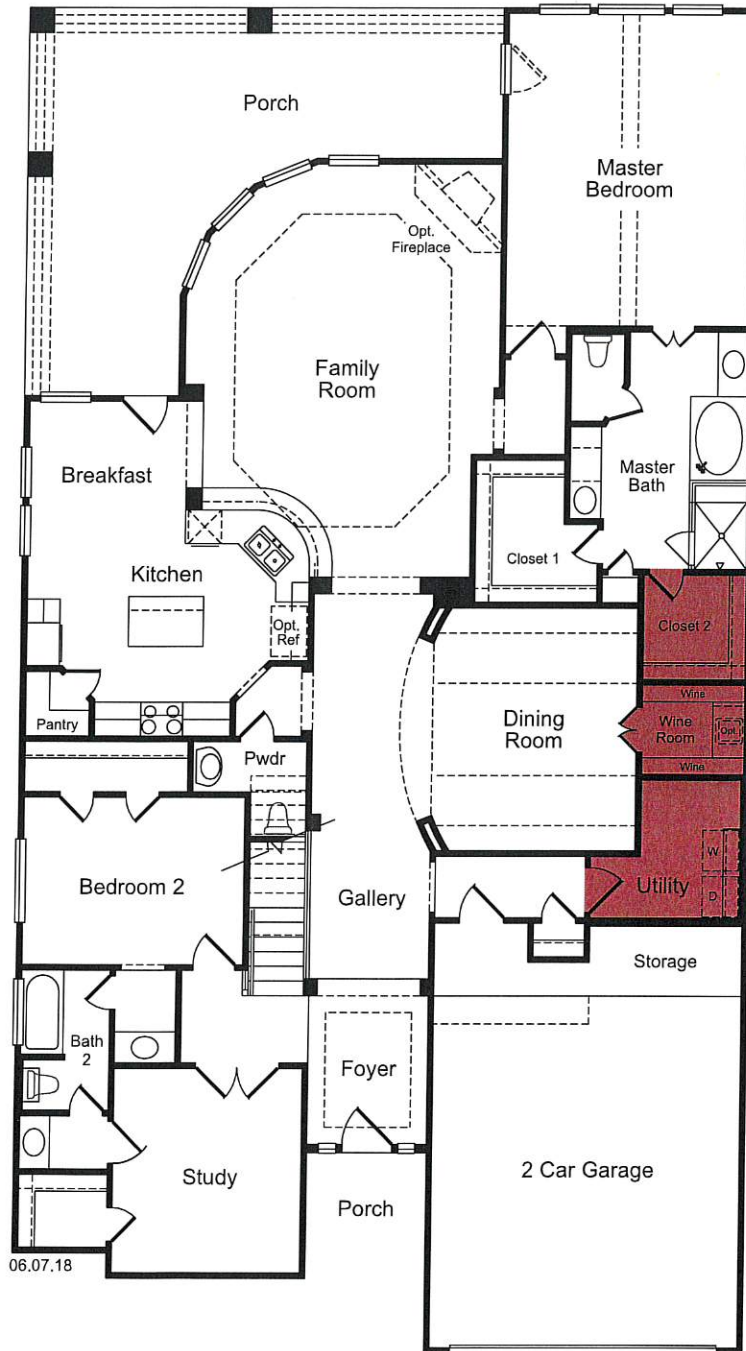 Porch
Master
Bedroom
Opt.
Fireplace
Family
Room
Breakfast
Master
Bath
Closet 1
Kitchen
Opt.
Ref
Closet 2
Pantry
Wine
Wine
Room
Opt.
Wine
Dining
Room
Pwdr
Bedroom 2
Gallery
W
D
Utility
Storage
Bath
2
Foyer
Study
Porch
2 Car Garage
06.07.18